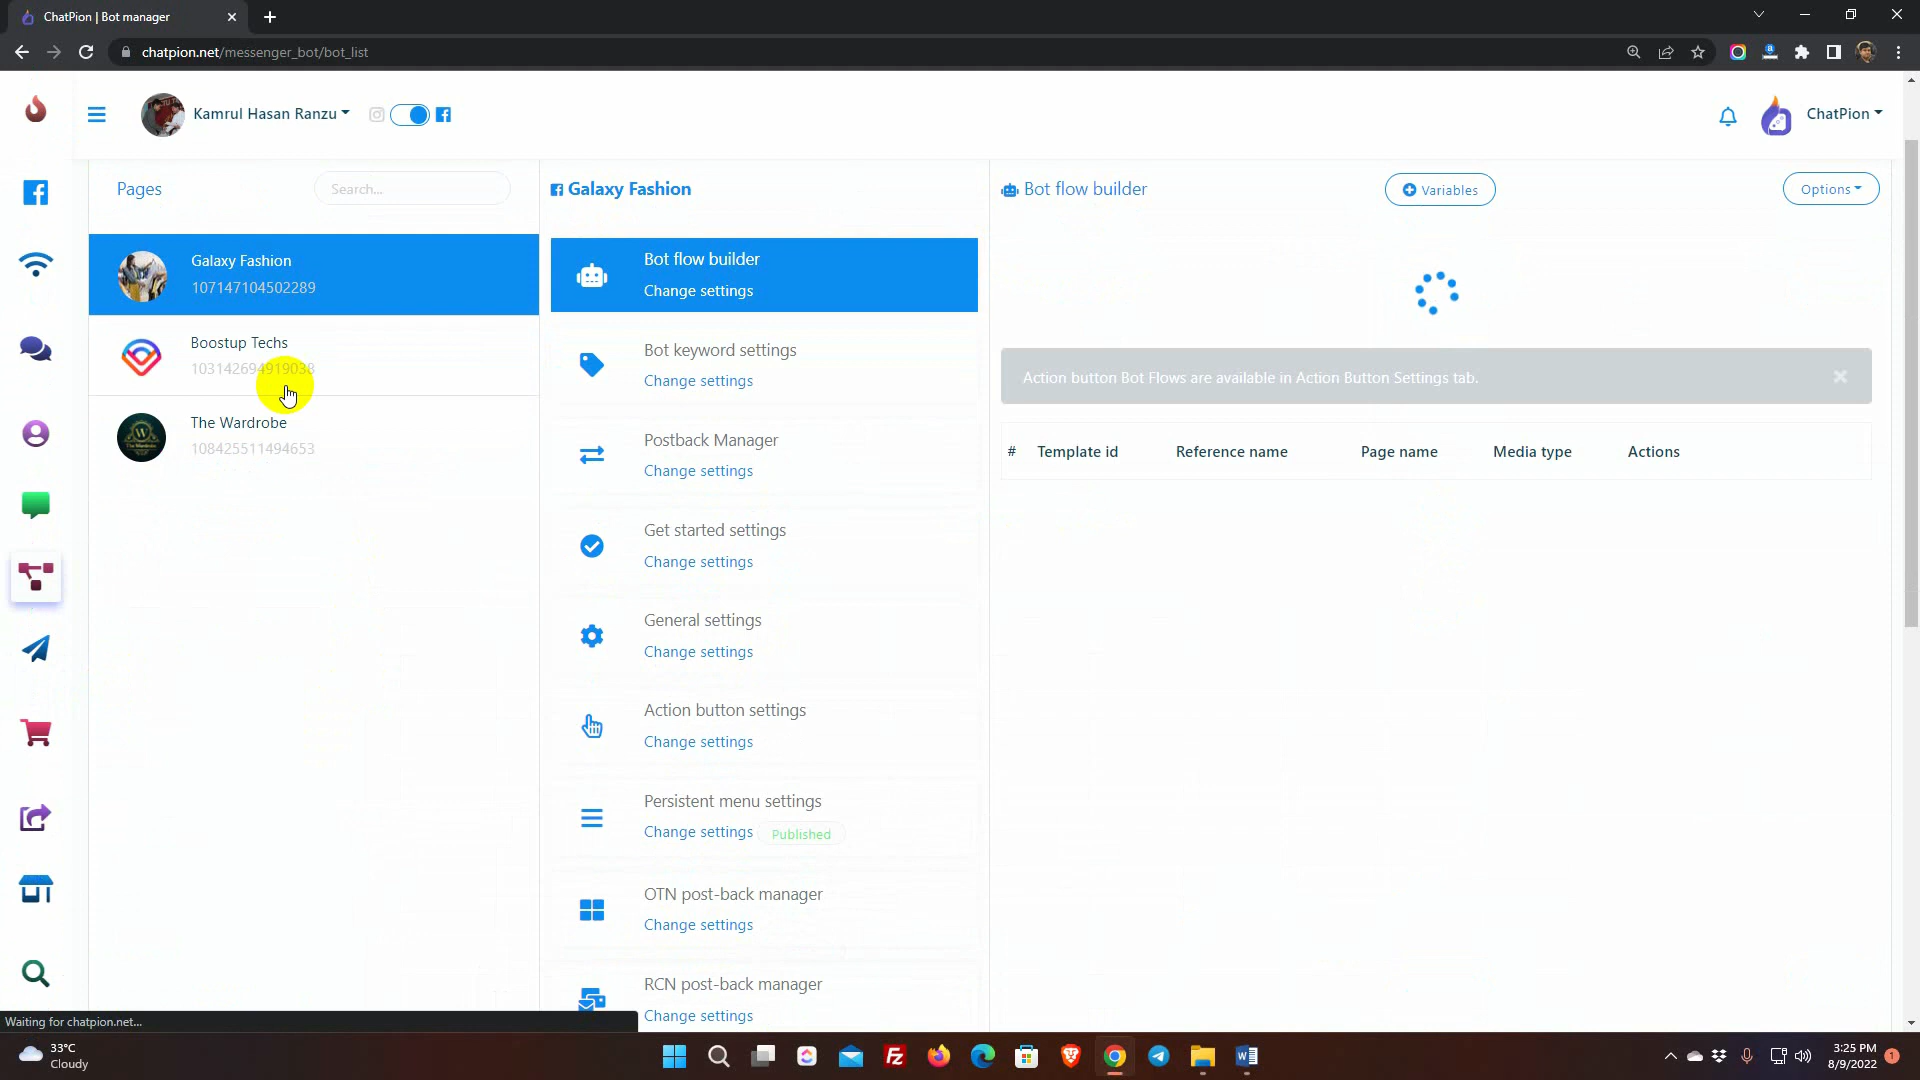 ChatPion | Bot manager
chatpion.net/messenger_bot/bot_list
Kamrul Hasan Ranzu
ChatPion
Pages
Search...
Galaxy Fashion
107147104502289
Boostup Techs
103142694919038
The Wardrobe
108425511494653
Galaxy Fashion
Bot flow builder
Change settings
Bot keyword settings
Change settings
Postback Manager
Change settings
Get started settings
Change settings
General settings
Change settings
Action button settings
Change settings
Persistent menu settings
Change settings Published
OTN post-back manager
Change settings
RCN post-back manager
Change settings
Bot flow builder
Variables
Options
Action button Bot Flows are available in Action Button Settings tab.
# Template id Reference name Page name Media type Actions
Waiting for chatpion.net...
33°C
Cloudy
3:25 PM
8/9/2022
1